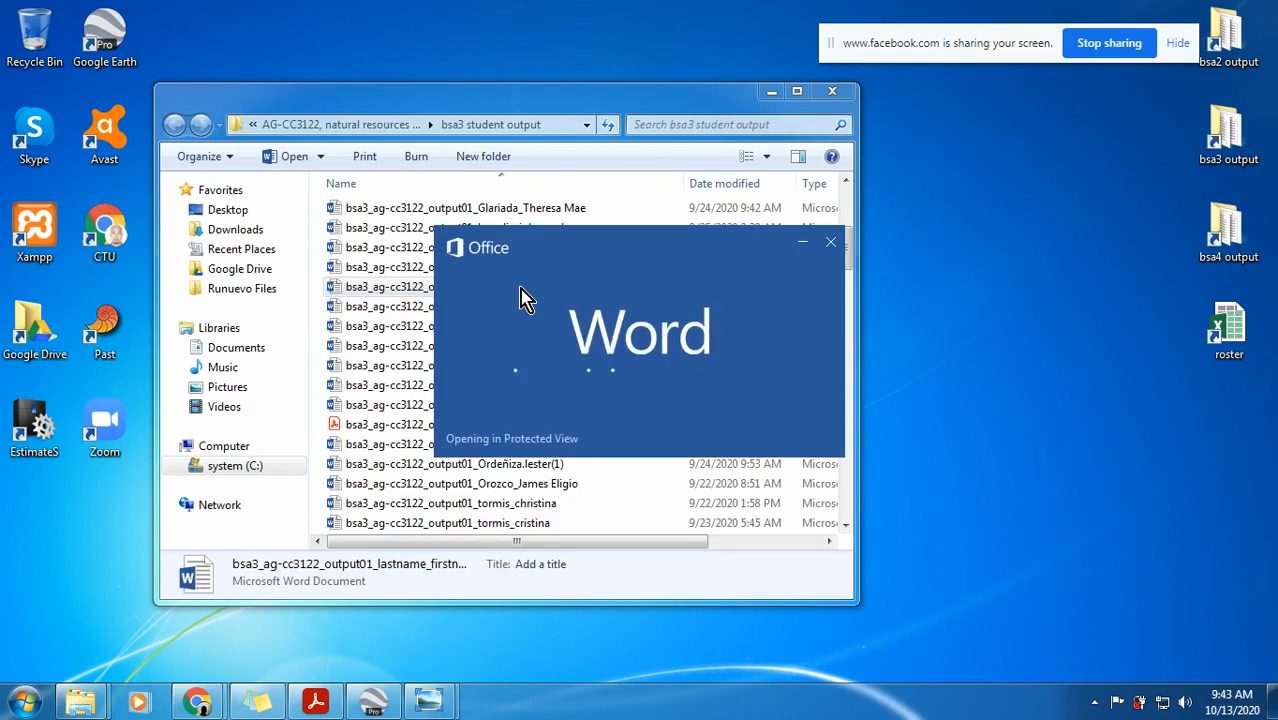 Recycle Bin
Google Earth
Pro
Skype
Avast
Xampp
CTU
Google Drive
Past
EstimateS
Zoom
www.facebook.com is sharing your screen.
Stop sharing
Hide
bsa2 output
bsa3 output
bsa4 output
roster
« AG-CC3122, natural resources ... ▸ bsa3 student output
Search bsa3 student output
Organize
Open
Print
Burn
New folder
Favorites
Desktop
Downloads
Recent Places
Google Drive
Runuevo Files
Libraries
Documents
Music
Pictures
Videos
Computer
system (C:)
Network
Name
Date modified
Type
bsa3_ag-cc3122_output01_Glariada_Theresa Mae 9/24/2020 9:42 AM Micros
bsa3_ag-cc3122_o
bsa3_ag-cc3122_o
bsa3_ag-cc3122_o
bsa3_ag-cc3122_o
bsa3_ag-cc3122_o
bsa3_ag-cc3122_o
bsa3_ag-cc3122_o
bsa3_ag-cc3122_o
bsa3_ag-cc3122_o
bsa3_ag-cc3122_o
bsa3_ag-cc3122_output01_Ordeñiza.lester(1) 9/24/2020 9:53 AM Micros
bsa3_ag-cc3122_output01_Orozco_James Eligio 9/22/2020 8:51 AM Micros
bsa3_ag-cc3122_output01_tormis_christina 9/22/2020 1:58 PM Micros
bsa3_ag-cc3122_output01_tormis_cristina 9/23/2020 5:45 AM Micros
Office
Word
Opening in Protected View
bsa3_ag-cc3122_output01_lastname_firstn...
Title: Add a title
Microsoft Word Document
Pro
9:43 AM
10/13/2020